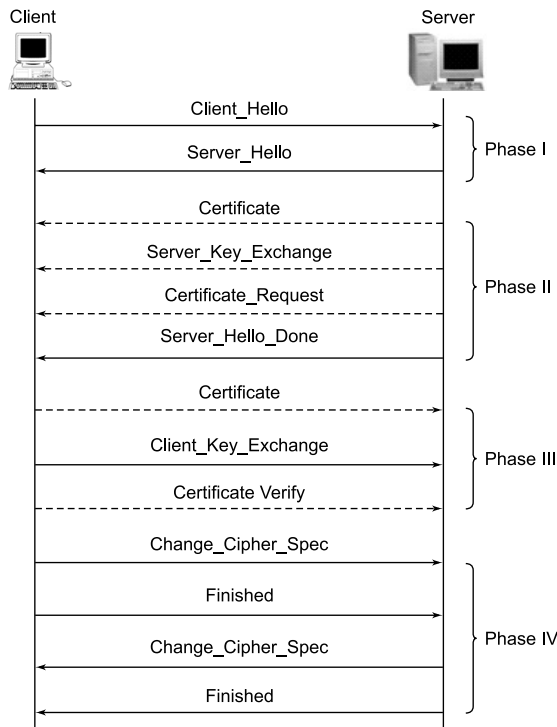 Client
Server
Client_Hello
Server_Hello
Phase I
Certificate
Server_Key_Exchange
Certificate_Request
Server_Hello_Done
Phase II
Certificate
Client_Key_Exchange
Certificate Verify
Phase III
Change_Cipher_Spec
Finished
Change_Cipher_Spec
Finished
Phase IV